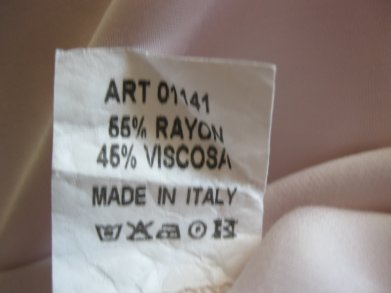 ART 01141
55% RAYON
45% VISCOSA
MADE IN ITALY